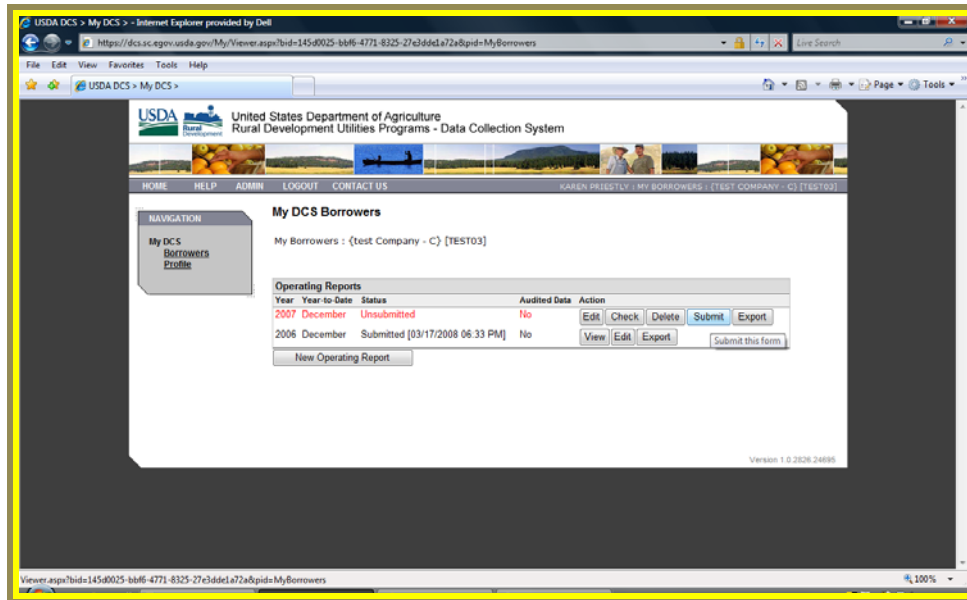 USDA DCS > My DCS > - Internet Explorer provided by Dell
https://dcs.sc.egov.usda.gov/My/Viewer.aspx?bid=145d0025-bbf6-4771-8325-27e3dde1a72a&pid=MyBorrowers
Live Search
File Edit View Favorites Tools Help
USDA DCS > My DCS >
Page Tools
USDA Rural Development
United States Department of Agriculture
Rural Development Utilities Programs - Data Collection System
HOME HELP ADMIN LOGOUT CONTACT US
KAREN PRIESTLY : MY BORROWERS : {TEST COMPANY - C} [TEST03]
NAVIGATION
My DCS
Borrowers
Profile
My DCS Borrowers
My Borrowers : {test Company - C} [TEST03]
Operating Reports
Year Year-to-Date Status Audited Data Action
2007 December Unsubmitted No Edit Check Delete Submit Export
2006 December Submitted [03/17/2008 06:33 PM] No View Edit Export
Submit this form
New Operating Report
Version 1.0.2826.24695
Viewer.aspx?bid=145d0025-bbf6-4771-8325-27e3dde1a72a&pid=MyBorrowers
100%